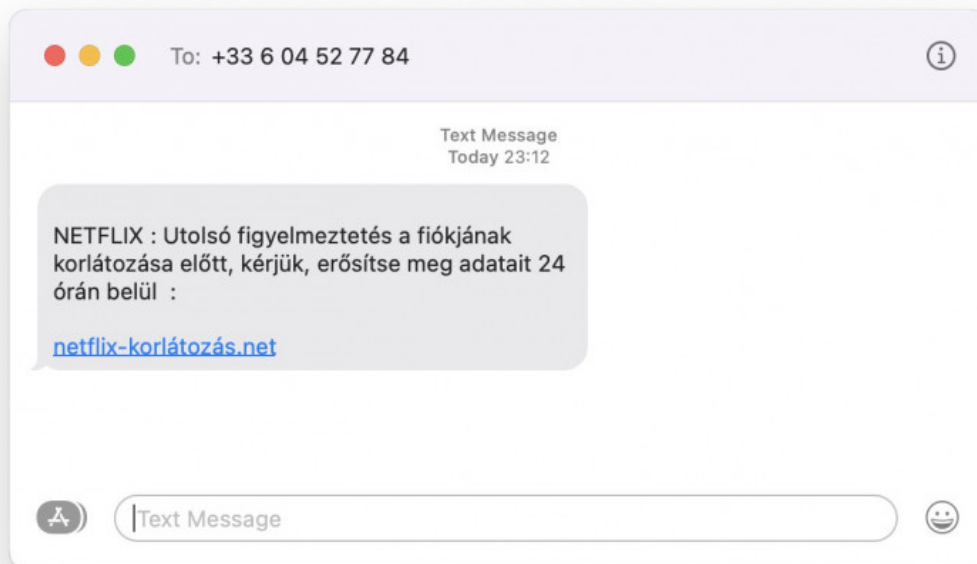 To: +33 6 04 52 77 84
Text Message
Today 23:12
NETFLIX : Utolsó figyelmeztetés a fiókjának
korlátozása előtt, kérjük, erősítse meg adatait 24
órán belül :
netflix-korlátozás.net
Text Message